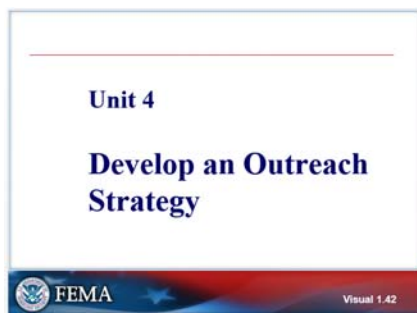 Unit 4
Develop an Outreach
Strategy
FEMA
Visual 1.42